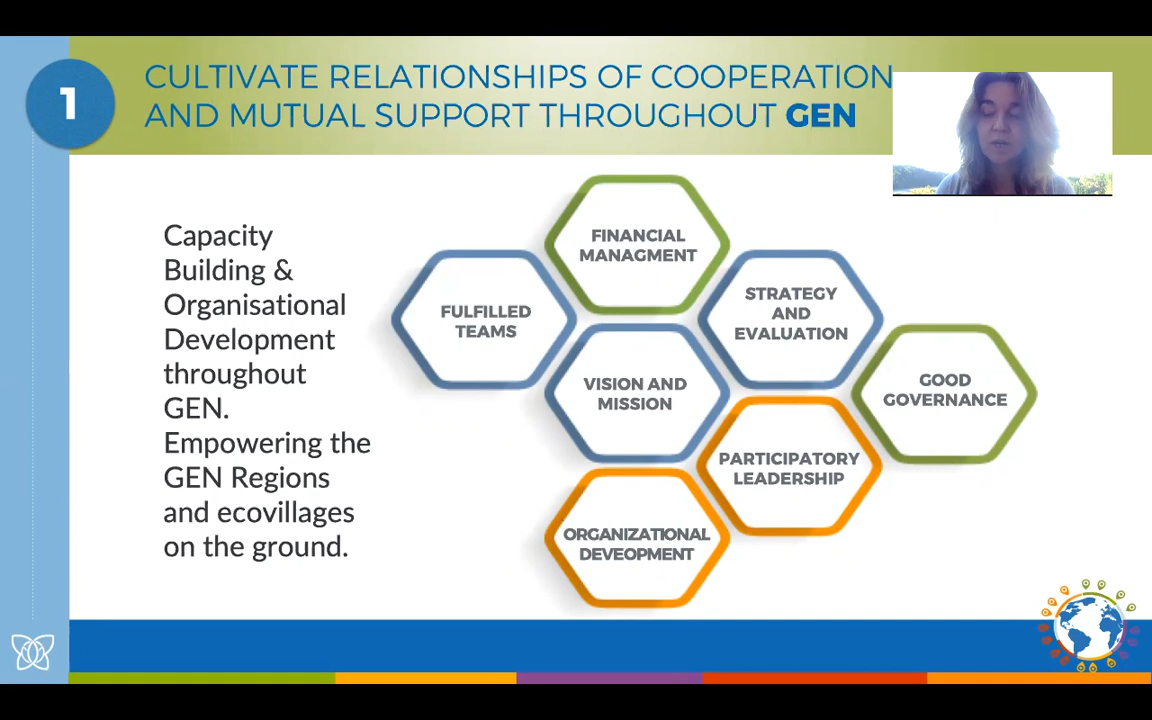 1
CULTIVATE RELATIONSHIPS OF COOPERATION
AND MUTUAL SUPPORT THROUGHOUT GEN
Capacity
Building &
Organisational
Development
throughout
GEN.
Empowering the
GEN Regions
and ecovillages
on the ground.
FINANCIAL
MANAGMENT
FULFILLED
TEAMS
STRATEGY
AND
EVALUATION
VISION AND
MISSION
GOOD
GOVERNANCE
PARTICIPATORY
LEADERSHIP
ORGANIZATIONAL
DEVEOPMENT